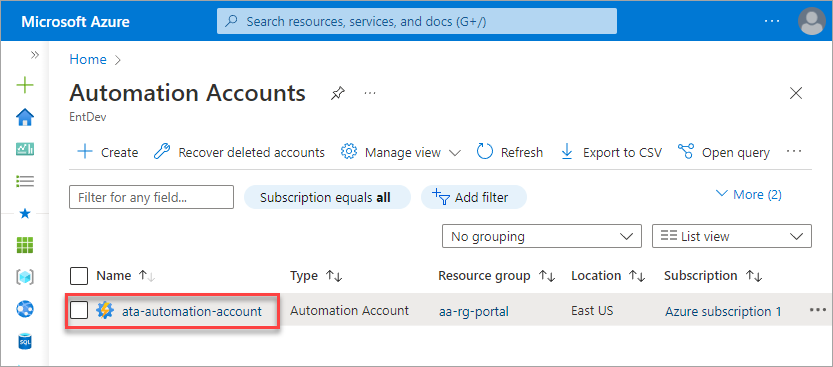 Microsoft Azure
Search resources, services, and docs (G+/)
Home
Automation Accounts
EntDev
Create
Recover deleted accounts
Manage view
Refresh
Export to CSV
Open query
Filter for any field...
Subscription equals all
Add filter
More (2)
No grouping
List view
Name
Type
Resource group
Location
Subscription
ata-automation-account
Automation Account
aa-rg-portal
East US
Azure subscription 1
SQL